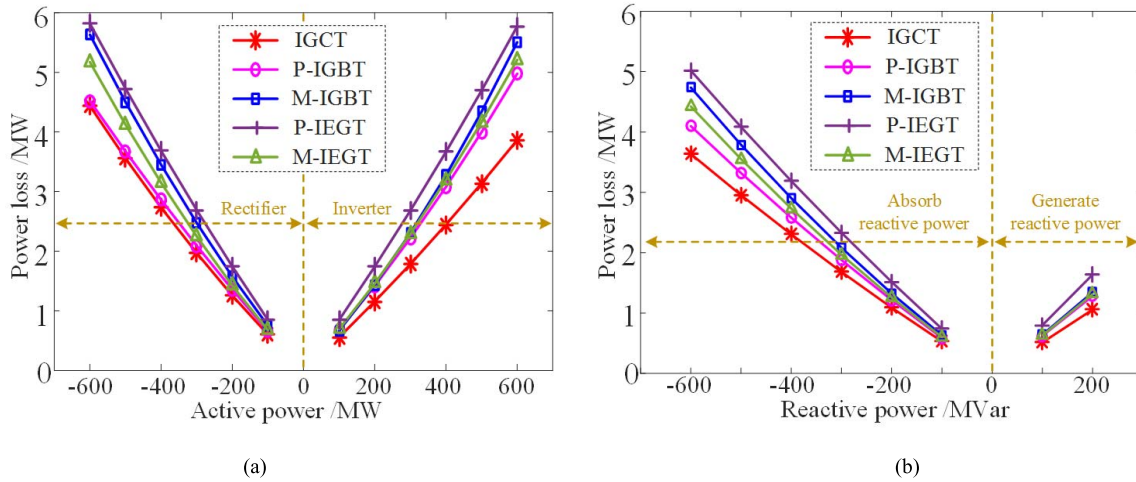 6
5
4
3
2
1
0
Power loss /MW
IGCT
P-IGBT
M-IGBT
P-IEGT
M-IEGT
Rectifier
Inverter
-600 -400 -200 0 200 400 600
Active power /MW
(a)
6
5
4
3
2
1
0
Power loss /MW
IGCT
P-IGBT
M-IGBT
P-IEGT
M-IEGT
Absorb
reactive power
Generate
reactive power
-600 -400 -200 0 200
Reactive power /MVar
(b)